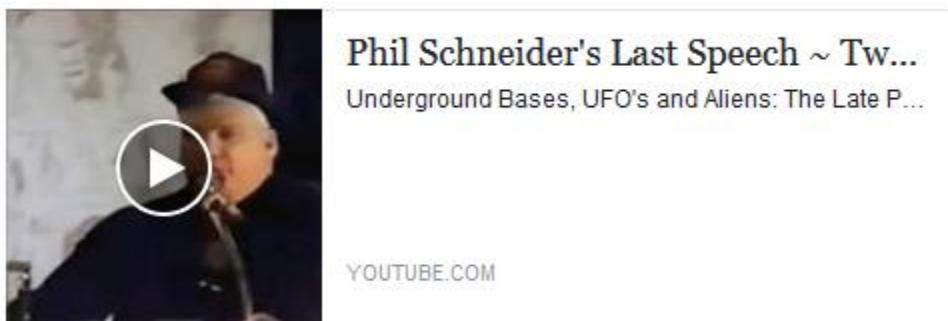 Phil Schneider's Last Speech ~ Tw...
Underground Bases, UFO's and Aliens: The Late P...
YOUTUBE.COM